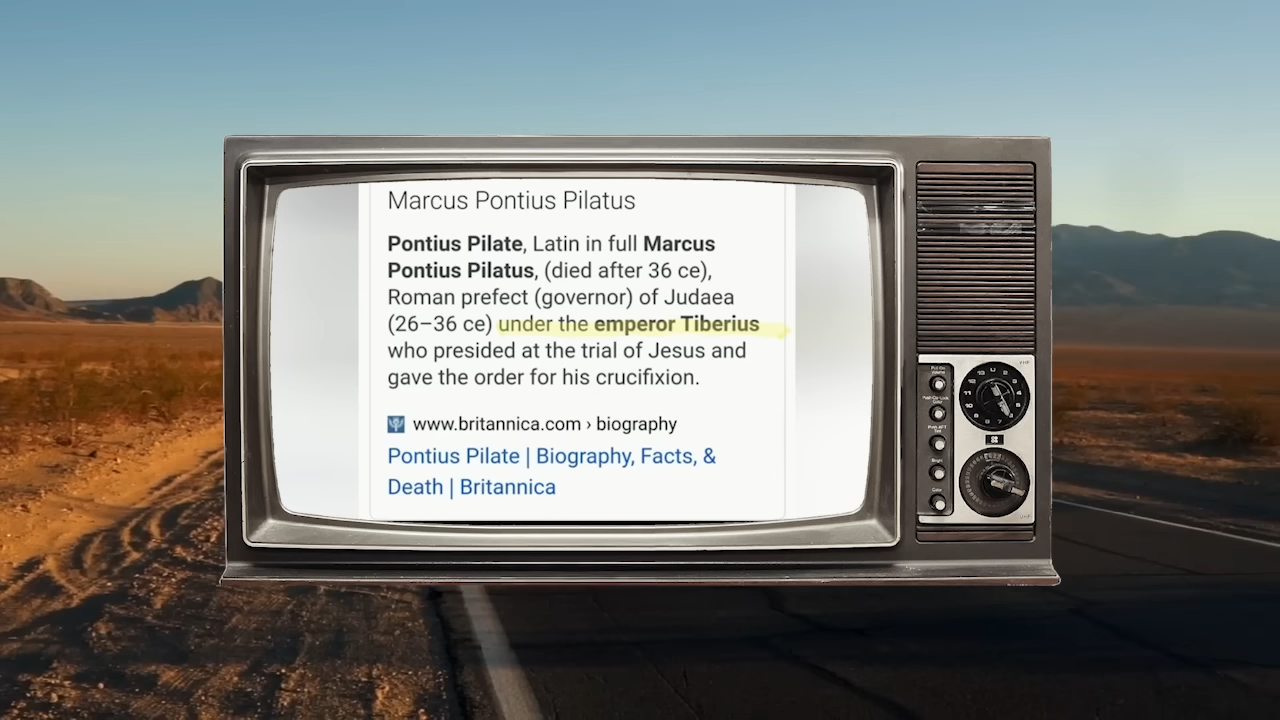 Marcus Pontius Pilatus
Pontius Pilate, Latin in full Marcus
Pontius Pilatus, (died after 36 ce),
Roman prefect (governor) of Judaea
(26–36 ce) under the emperor Tiberius
who presided at the trial of Jesus and
gave the order for his crucifixion.
www.britannica.com › biography
Pontius Pilate | Biography, Facts, &
Death | Britannica